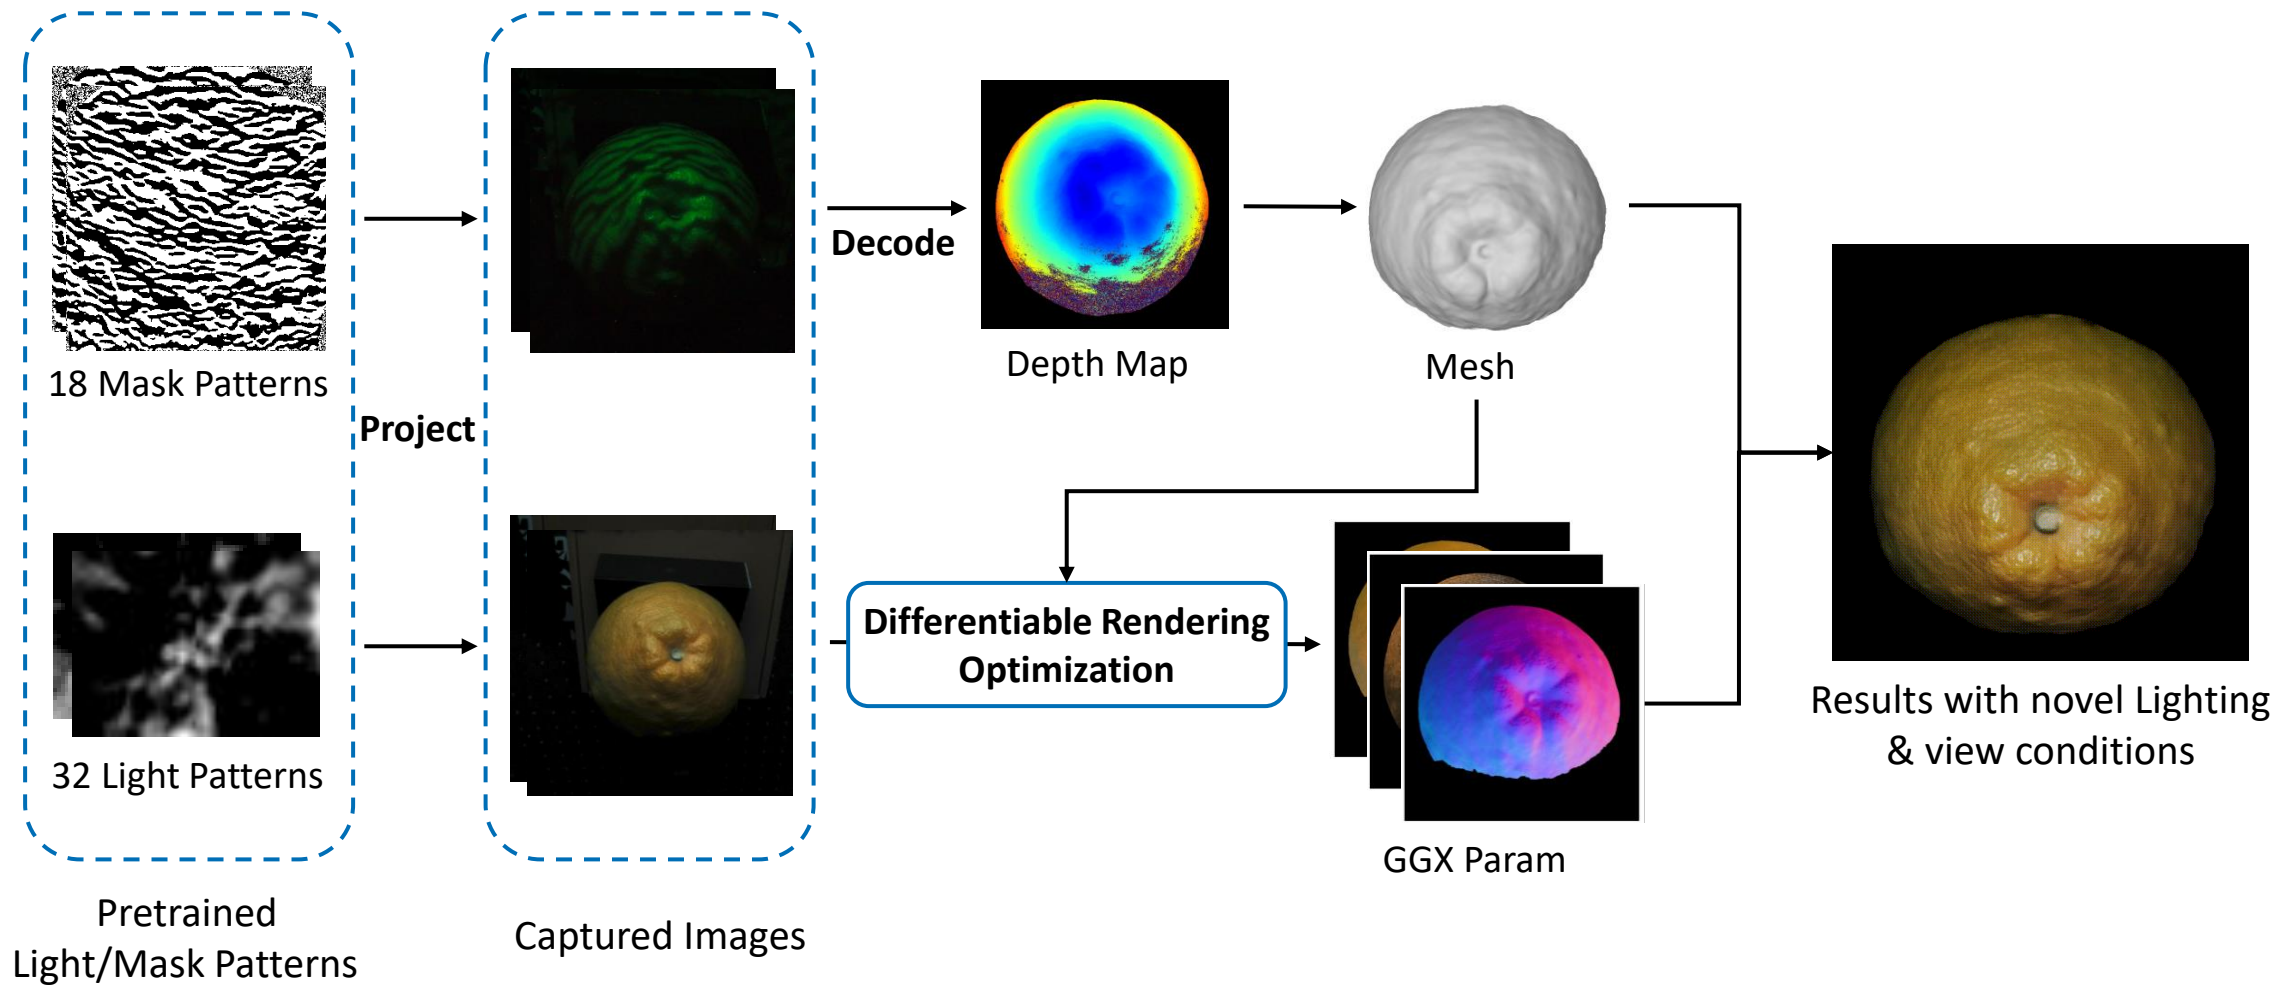 18 Mask Patterns
Project
32 Light Patterns
Pretrained
Light/Mask Patterns
Captured Images
Decode
Depth Map
Mesh
Differentiable Rendering
Optimization
GGX Param
Results with novel Lighting
& view conditions